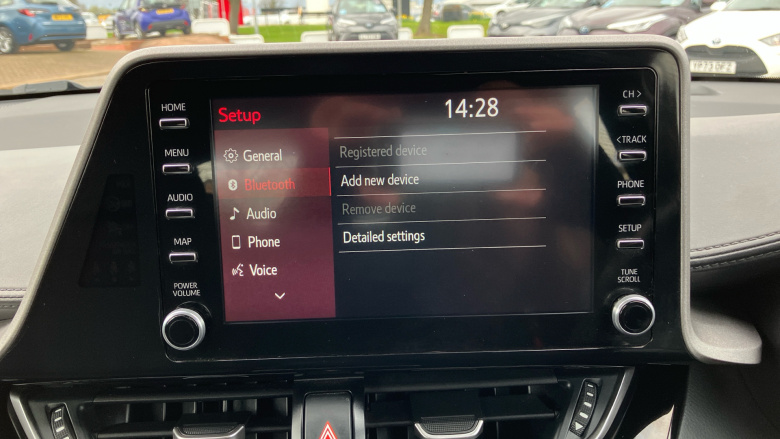 HOME
MENU
AUDIO
MAP
POWER
VOLUME
Setup
14:28
General
Bluetooth
Audio
Phone
Voice
Registered device
Add new device
Remove device
Detailed settings
CH >
< TRACK
PHONE
SETUP
TUNE
SCROLL